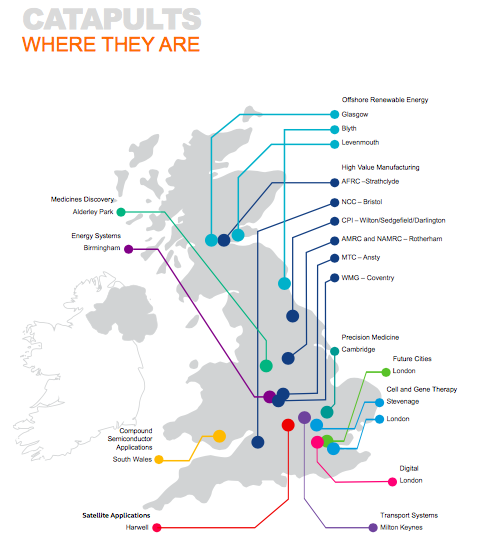 CATAPULTS
WHERE THEY ARE
Offshore Renewable Energy
Glasgow
Blyth
Levenmouth
High Value Manufacturing
AFRC – Strathclyde
NCC – Bristol
CPI – Wilton/Sedgefield/Darlington
AMRC and NAMRC – Rotherham
MTC – Ansty
WMG – Coventry
Medicines Discovery
Alderley Park
Energy Systems
Birmingham
Precision Medicine
Cambridge
Future Cities
London
Cell and Gene Therapy
Stevenage
London
Compound
Semiconductor
Applications
South Wales
Digital
London
Satellite Applications
Harwell
Transport Systems
Milton Keynes